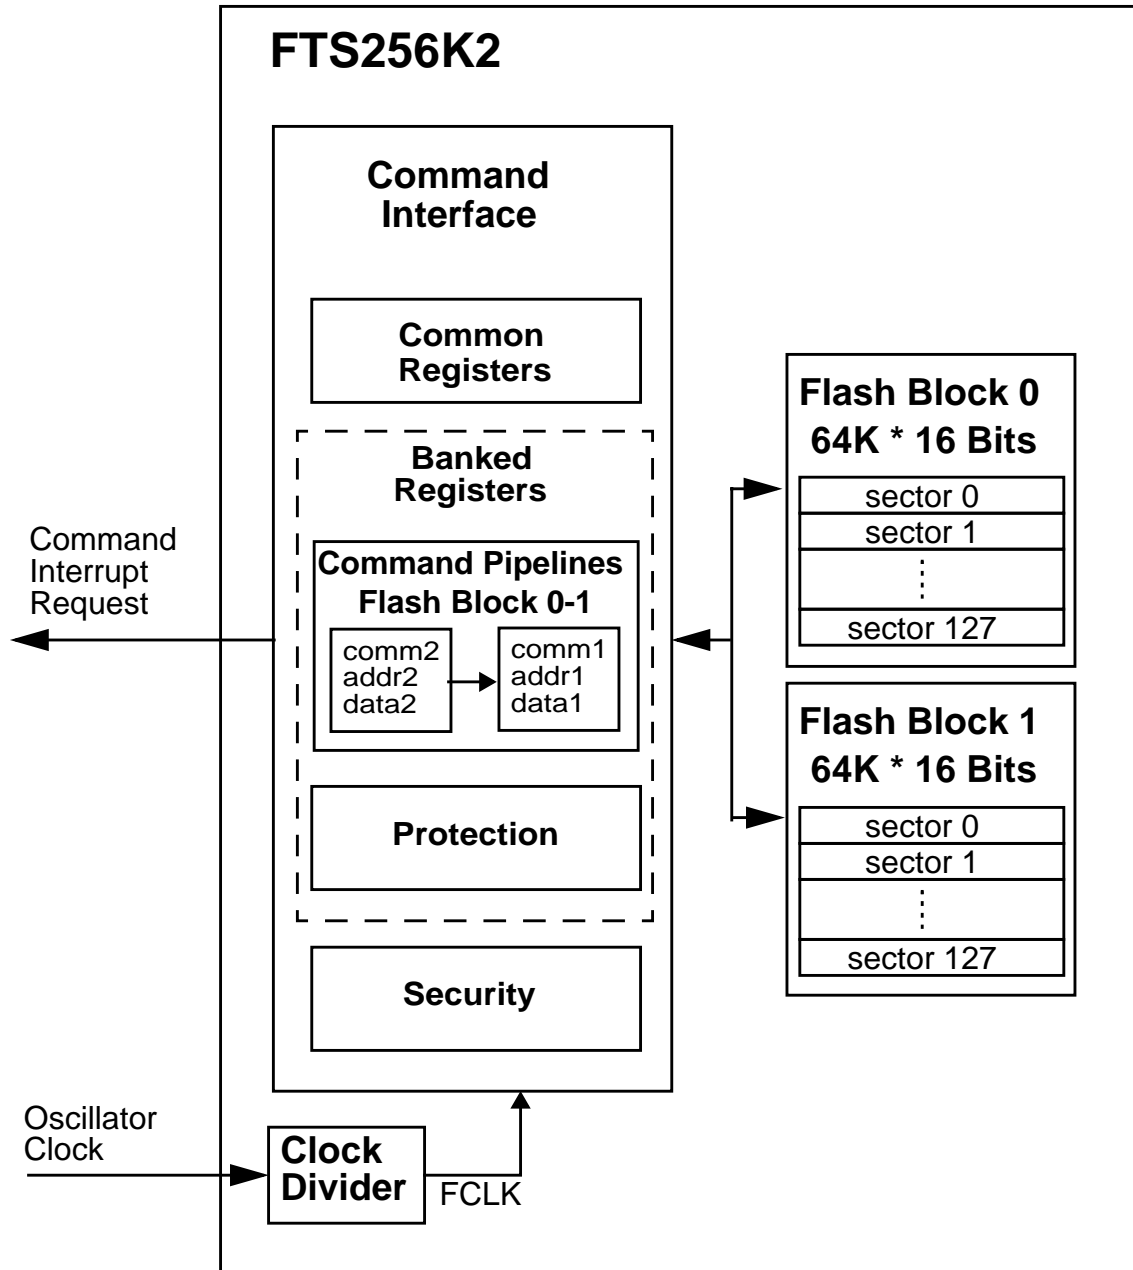 FTS256K2
Command
Interface
Common
Registers
Banked
Registers
Command Pipelines
Flash Block 0-1
comm2
addr2
data2
comm1
addr1
data1
Protection
Security
Command
Interrupt
Request
Flash Block 0
64K * 16 Bits
sector 0
sector 1
sector 127
Flash Block 1
64K * 16 Bits
sector 0
sector 1
sector 127
Oscillator
Clock
Clock
Divider
FCLK